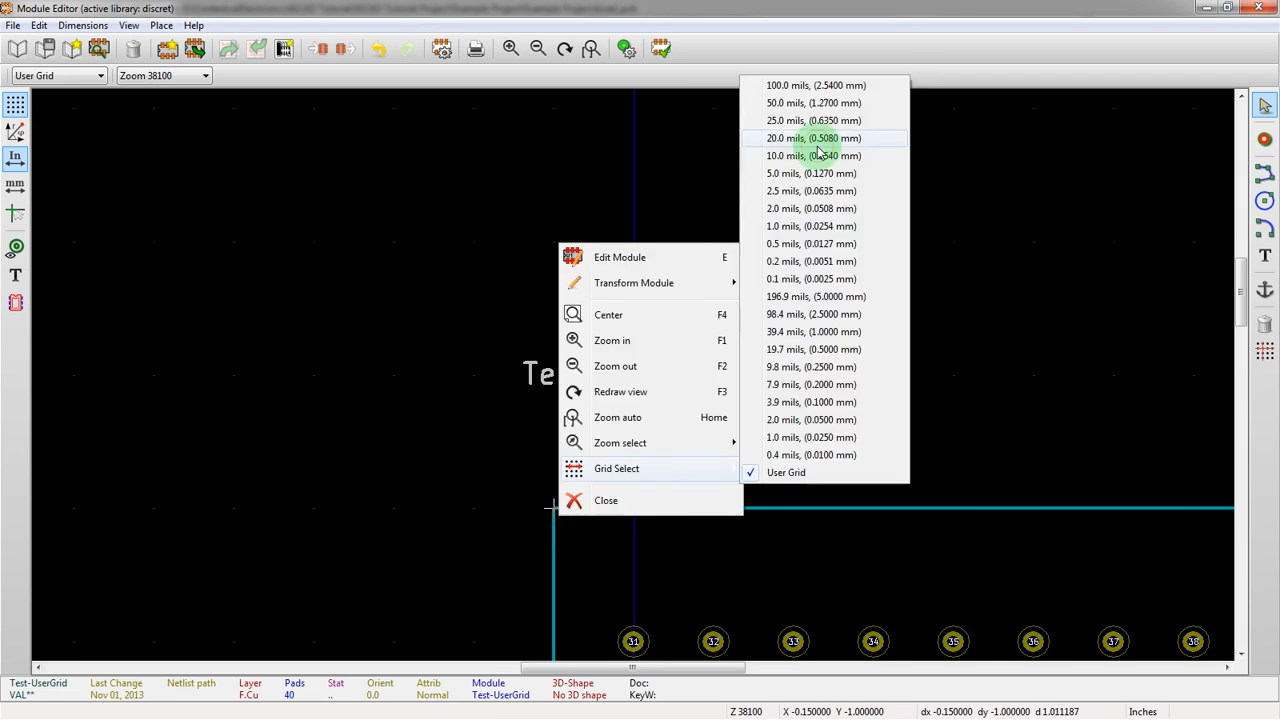 Module Editor (active library: discret)
File Edit Dimensions View Place Help
User Grid Zoom 38100
In
mm
T
T
Te
Edit Module E
Transform Module
Center F4
Zoom in F1
Zoom out F2
Redraw view F3
Zoom auto Home
Zoom select
Grid Select
Close
100.0 mils, (2.5400 mm)
50.0 mils, (1.2700 mm)
25.0 mils, (0.6350 mm)
20.0 mils, (0.5080 mm)
10.0 mils, (0.2540 mm)
5.0 mils, (0.1270 mm)
2.5 mils, (0.0635 mm)
2.0 mils, (0.0508 mm)
1.0 mils, (0.0254 mm)
0.5 mils, (0.0127 mm)
0.2 mils, (0.0051 mm)
0.1 mils, (0.0025 mm)
196.9 mils, (5.0000 mm)
98.4 mils, (2.5000 mm)
39.4 mils, (1.0000 mm)
19.7 mils, (0.5000 mm)
9.8 mils, (0.2500 mm)
7.9 mils, (0.2000 mm)
3.9 mils, (0.1000 mm)
2.0 mils, (0.0500 mm)
1.0 mils, (0.0250 mm)
0.4 mils, (0.0100 mm)
User Grid
31 32 33 34 35 36 37 38
Test-UserGrid Last Change Netlist path Layer Pads Stat Orient Attrib Module 3D-Shape Doc:
VAL** Nov 01, 2013 F.Cu 40 .. 0.0 Normal Test-UserGrid No 3D shape KeyW:
Z 38100 X -0.150000 Y -1.000000 dx -0.150000 dy -1.000000 d 1.011187 Inches